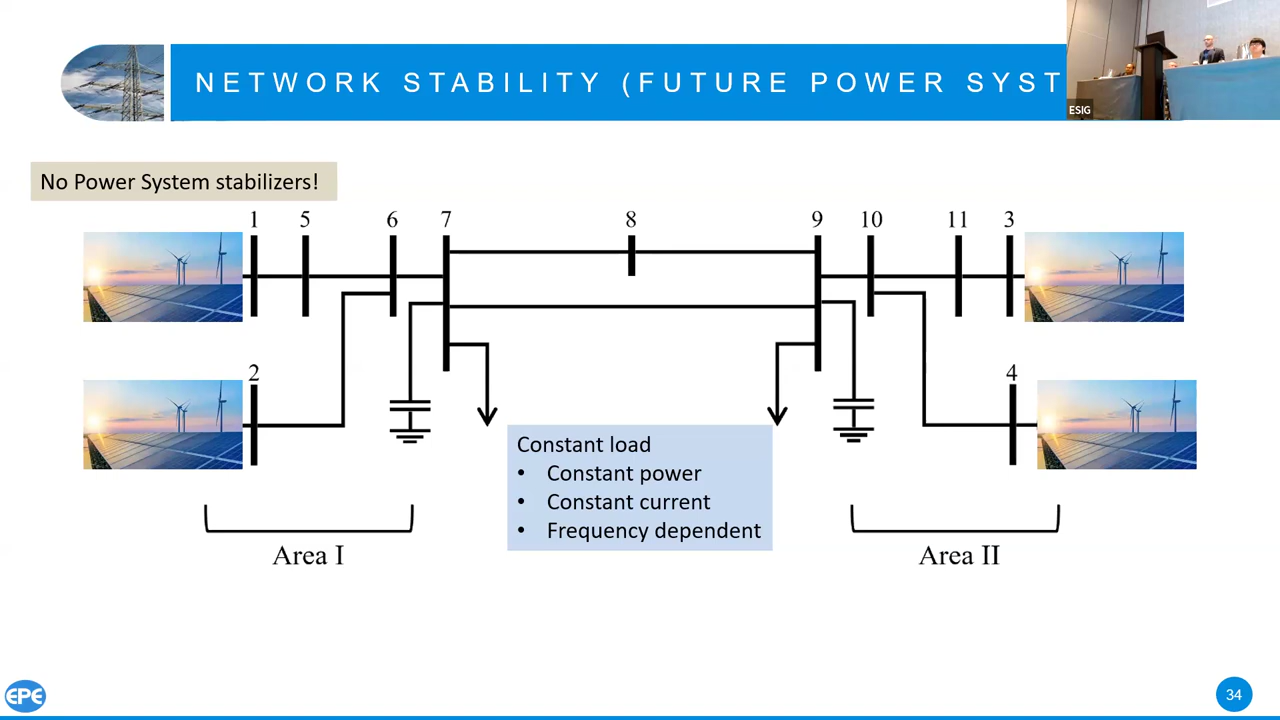 NETWORK STABILITY (FUTURE POWER SYST
ESIG
No Power System stabilizers!
1 5 6 7 8 9 10 11 3
2 4
Constant load
• Constant power
• Constant current
• Frequency dependent
Area I Area II
EPE 34